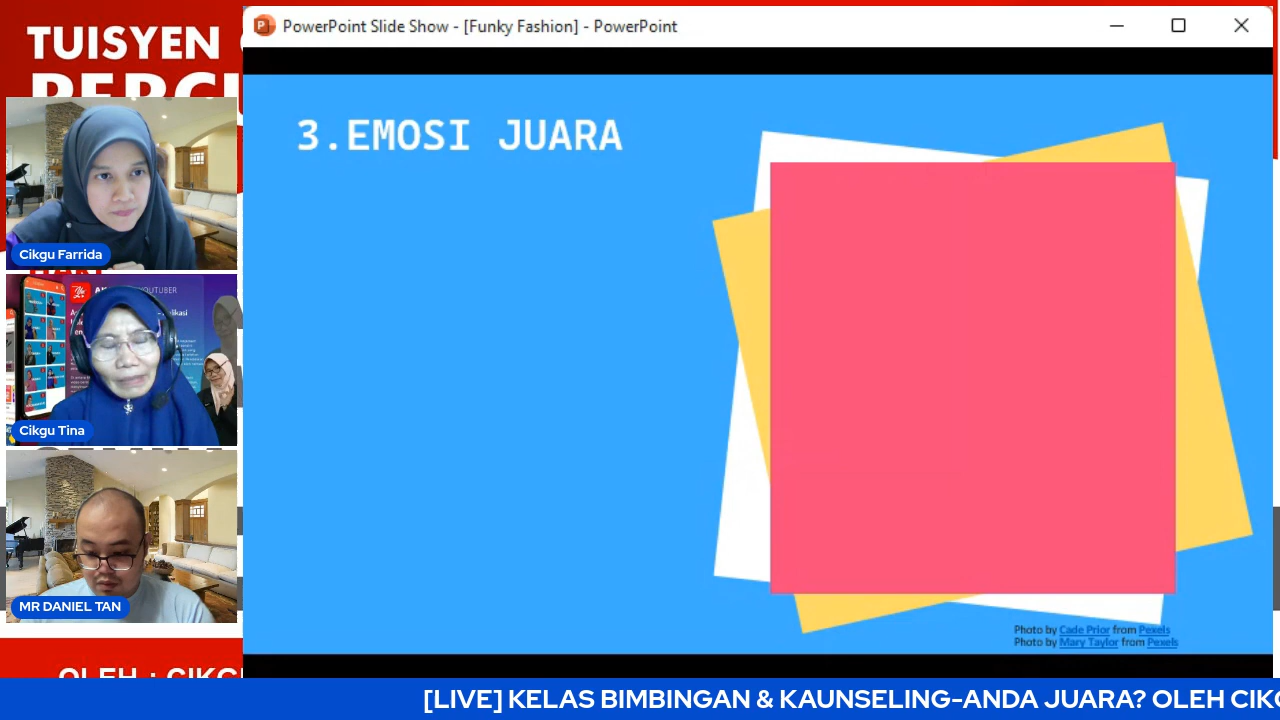 TUISYEN
PowerPoint Slide Show - [Funky Fashion] - PowerPoint
3.EMOSI JUARA
Cikgu Farrida
YOUTUBER
Cikgu Tina
MR DANIEL TAN
Photo by Cade Prior from Pexels
Photo by Mary Taylor from Pexels
OLEH : CIKG
[LIVE] KELAS BIMBINGAN & KAUNSELING-ANDA JUARA? OLEH CIKG